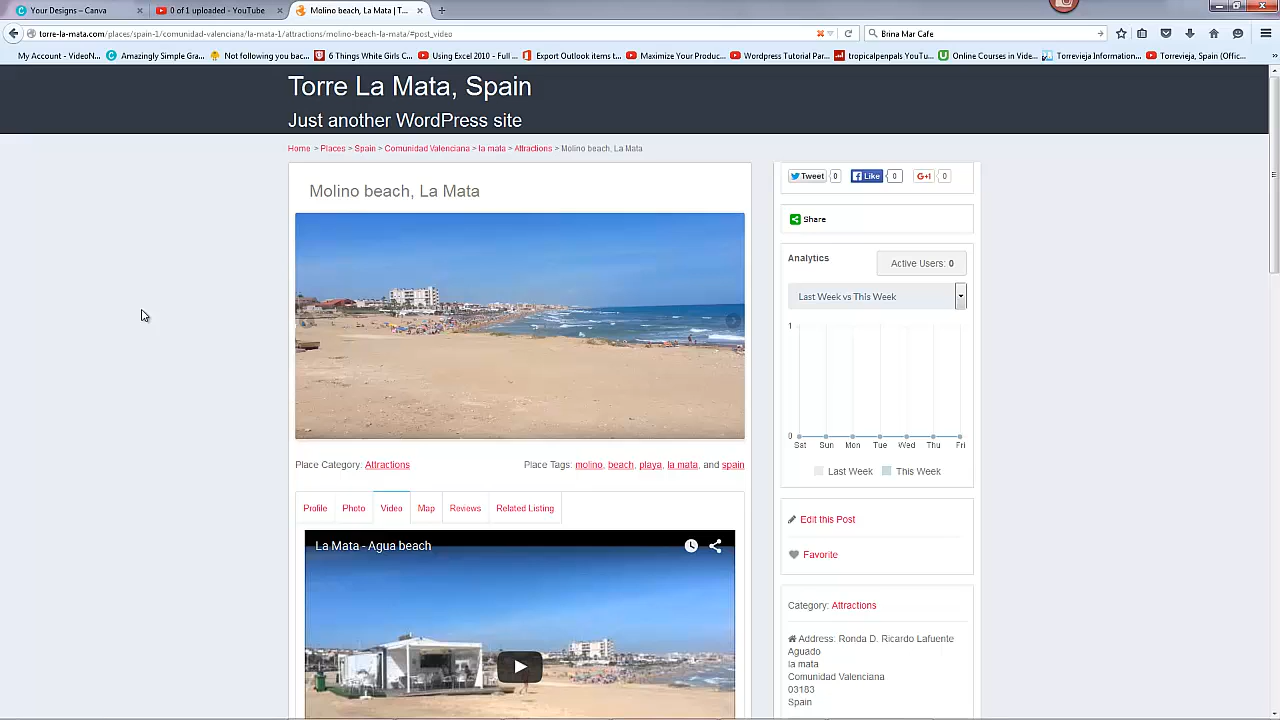 Your Designes – Canva
0 of 1 uploaded - YouTube
Molino beach, La Mata | T...
torre-la-mata.com/places/spain-1/comunidad-valenciana/la-mata-1/attractions/molino-beach-la-mata/#post_video
Brina Mar Cafe
My Account - VideoN...
Amazingly Simple Gra...
Not following you bac...
6 Things White Girls C...
Using Excel 2010 - Full ...
Export Outlook items t...
Maximize Your Produc...
Wordpress Tutorial Par...
tropicalpenpals YouTu...
Online Courses in Vide...
Torrevieja Information...
Torrevieja, Spain (Offic...
Torre La Mata, Spain
Just another WordPress site
Home > Places > Spain > Comunidad Valenciana > la mata > Attractions > Molino beach, La Mata
Molino beach, La Mata
Place Category: Attractions
Place Tags: molino, beach, playa, la mata, and spain
Profile
Photo
Video
Map
Reviews
Related Listing
La Mata - Agua beach
Tweet 0
Like 0
G+1 0
Share
Analytics
Active Users: 0
Last Week vs This Week
1
0
Sat Sun Mon Tue Wed Thu Fri
Last Week This Week
Edit this Post
Favorite
Category: Attractions
Address: Ronda D. Ricardo Lafuente
Aguado
la mata
Comunidad Valenciana
03183
Spain